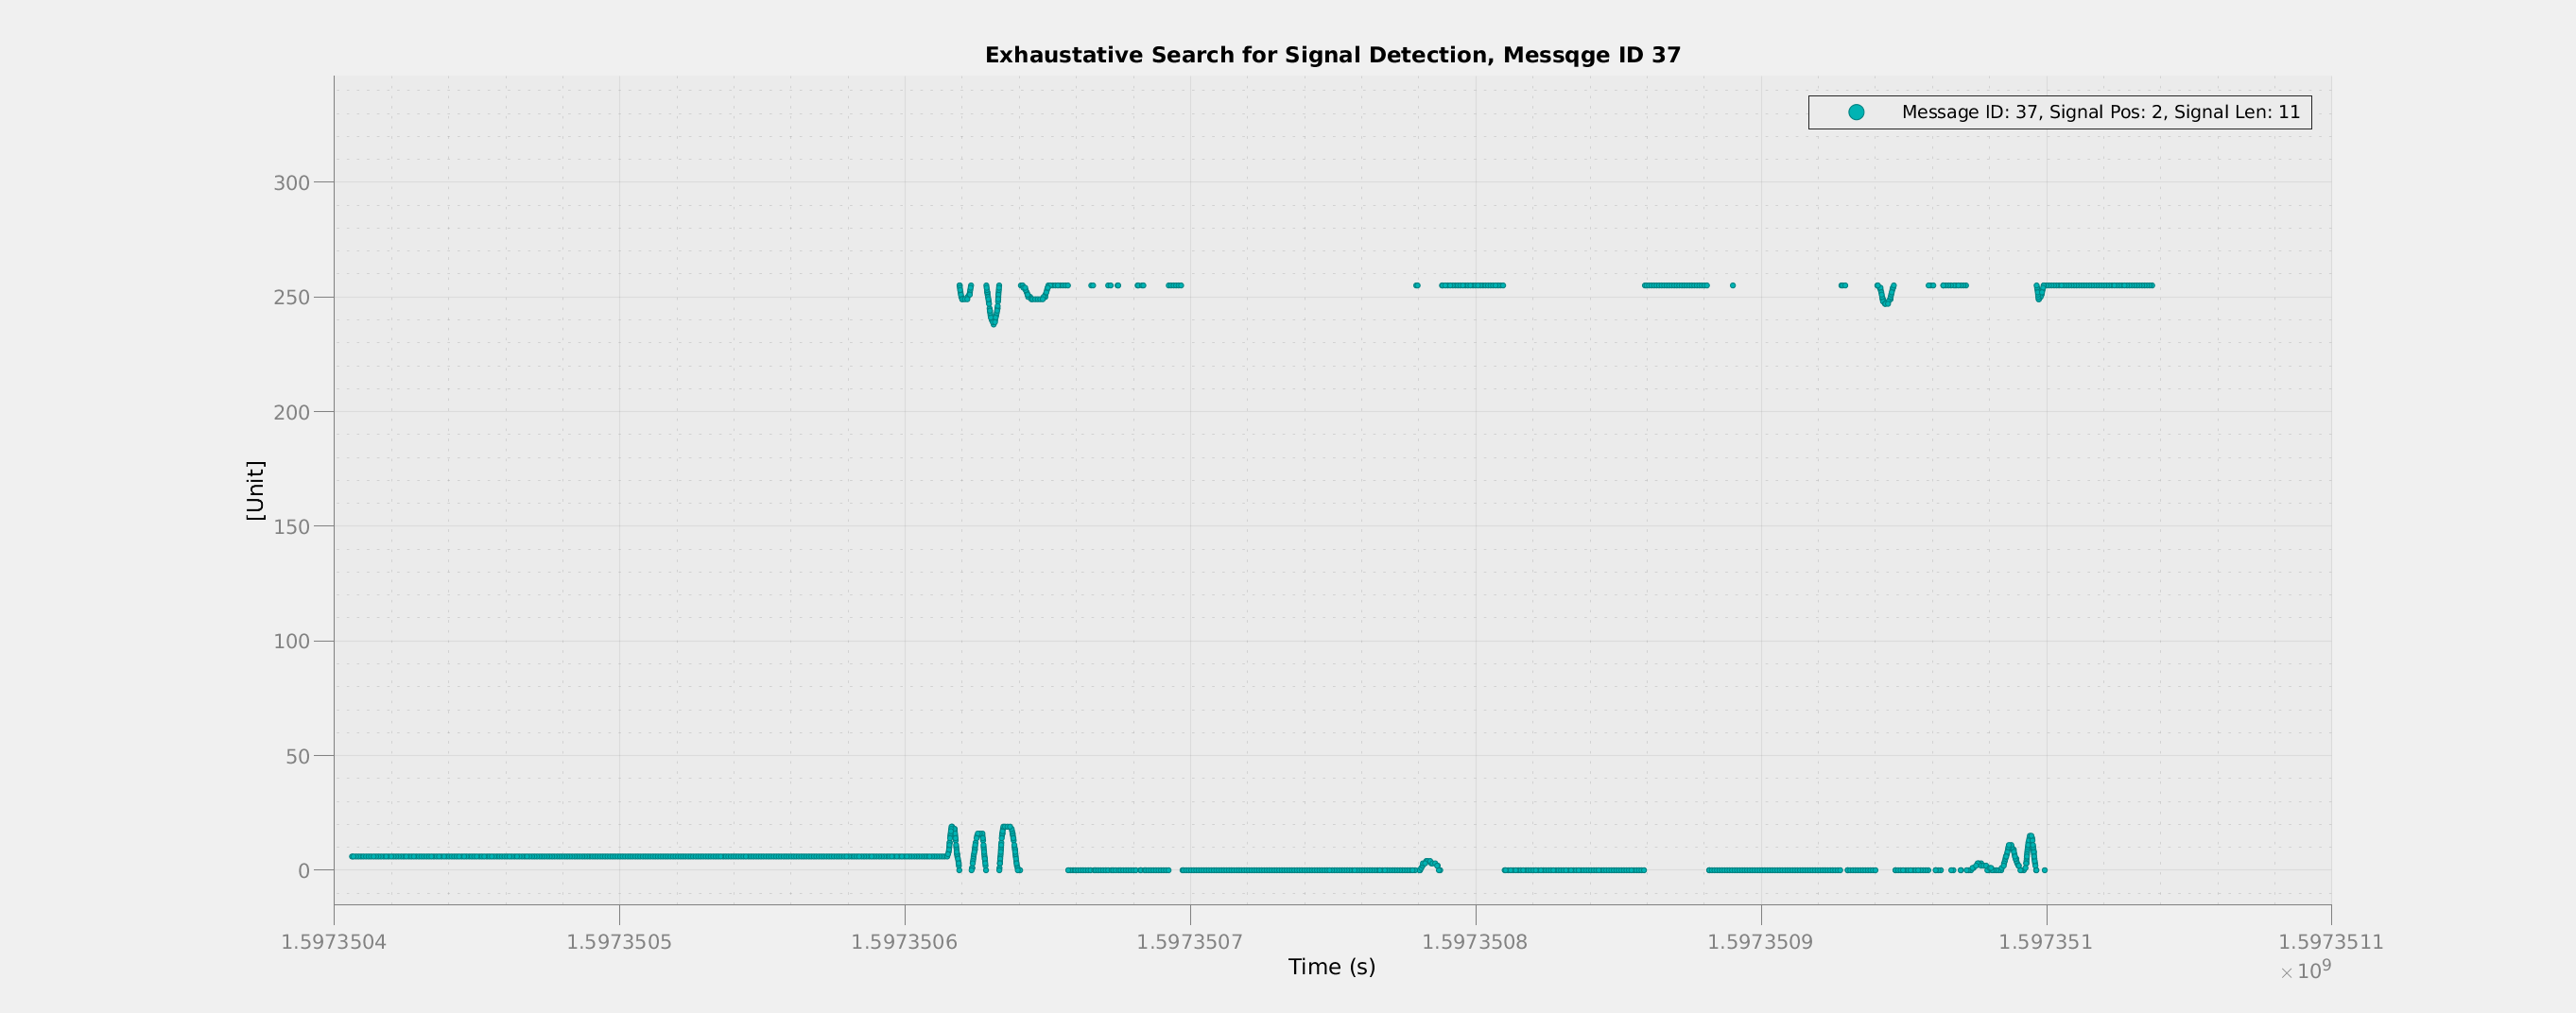 Exhaustative Search for Signal Detection, Messqge ID 37
Message ID: 37, Signal Pos: 2, Signal Len: 11
300
250
200
150
100
50
0
[Unit]
1.5973504 1.5973505 1.5973506 1.5973507 1.5973508 1.5973509 1.597351 1.5973511
Time (s)
× 10⁹